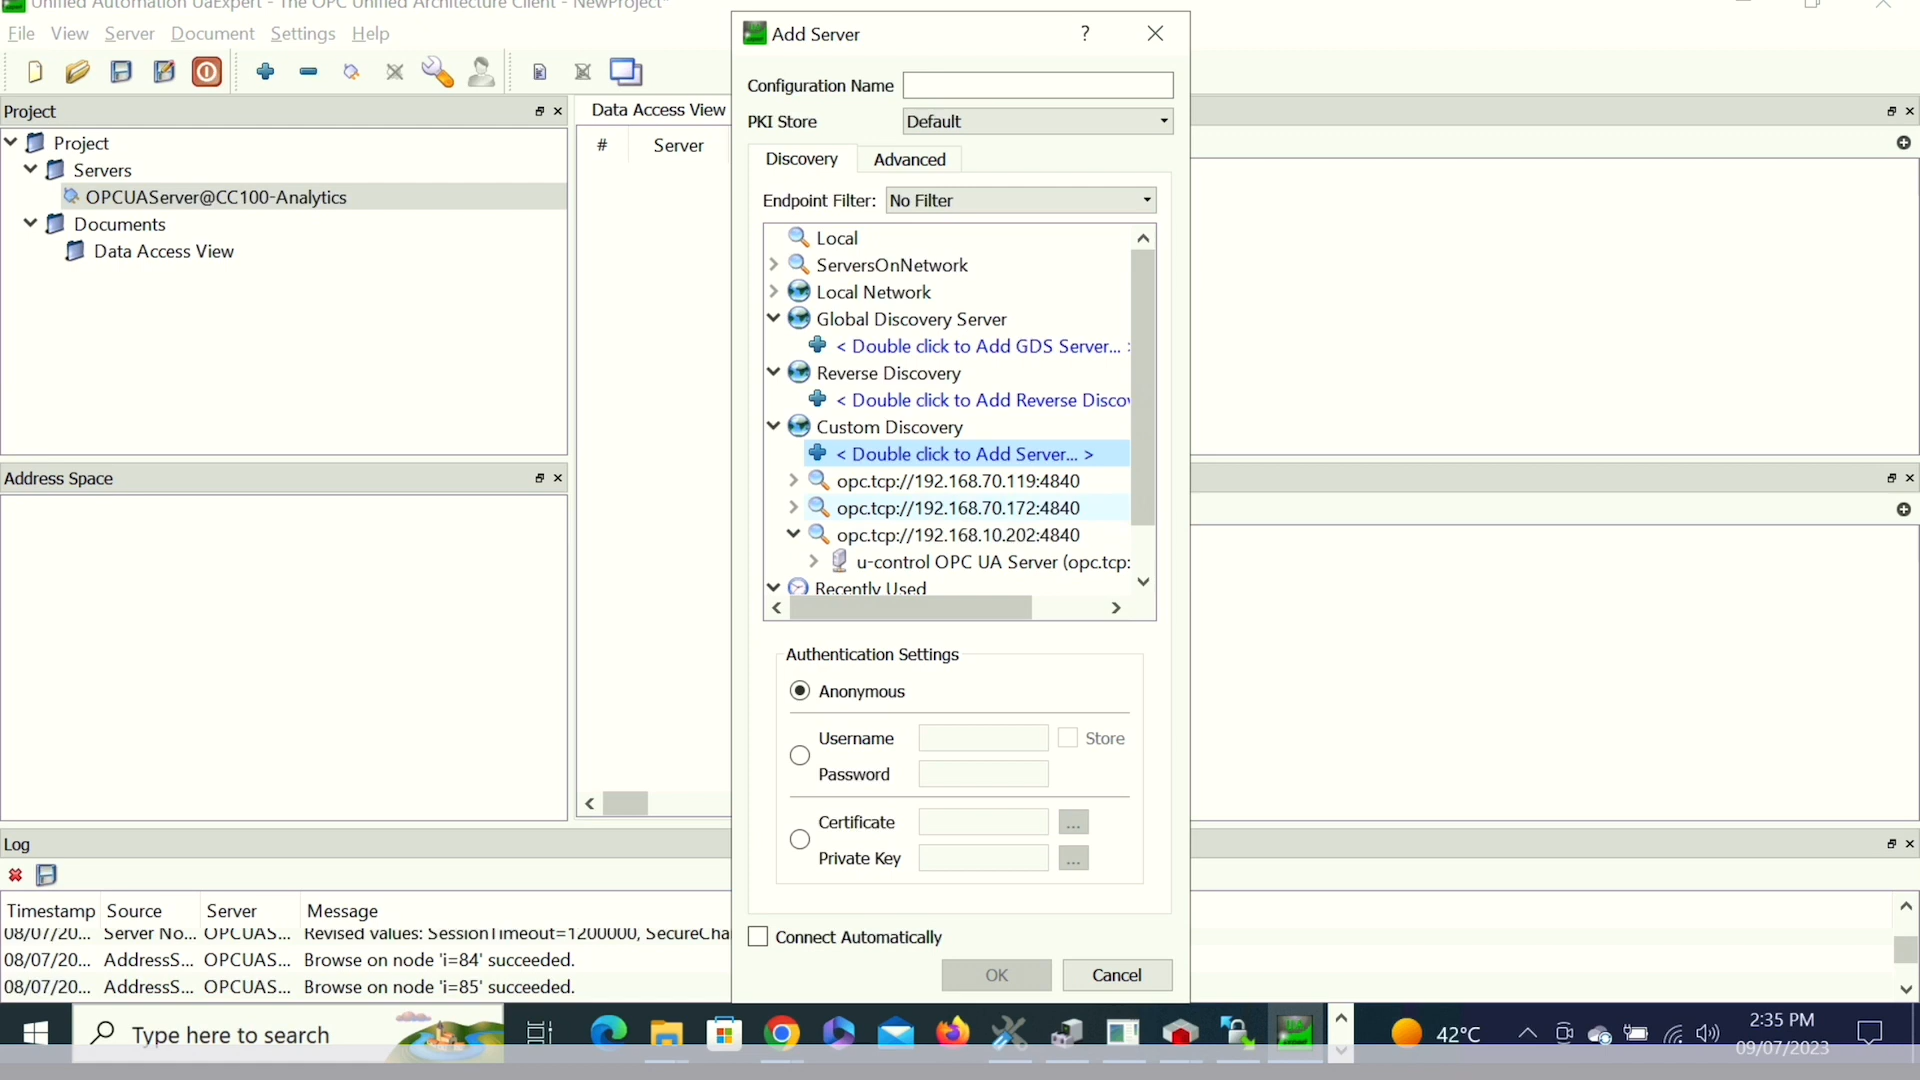 Unified Automation UaExpert - The OPC Unified Architecture Client - NewProject*
File View Server Document Settings Help
Project
Project
Servers
OPCUAServer@CC100-Analytics
Documents
Data Access View
Address Space
Data Access View
# Server
Add Server
?
Configuration Name
PKI Store Default
Discovery Advanced
Endpoint Filter: No Filter
Local
ServersOnNetwork
Local Network
Global Discovery Server
< Double click to Add GDS Server... >
Reverse Discovery
< Double click to Add Reverse Discov
Custom Discovery
< Double click to Add Server... >
opc.tcp://192.168.70.119:4840
opc.tcp://192.168.70.172:4840
opc.tcp://192.168.10.202:4840
u-control OPC UA Server (opc.tcp:
Recently Used
Authentication Settings
Anonymous
Username Store
Password
Certificate ...
Private Key ...
Connect Automatically
OK Cancel
Log
Timestamp Source Server Message
08/07/20... Server No... OPCUAS... Revised values: SessionTimeout=1200000, SecureCha
08/07/20... AddressS... OPCUAS... Browse on node 'i=84' succeeded.
08/07/20... AddressS... OPCUAS... Browse on node 'i=85' succeeded.
Type here to search
42°C
2:35 PM
09/07/2023